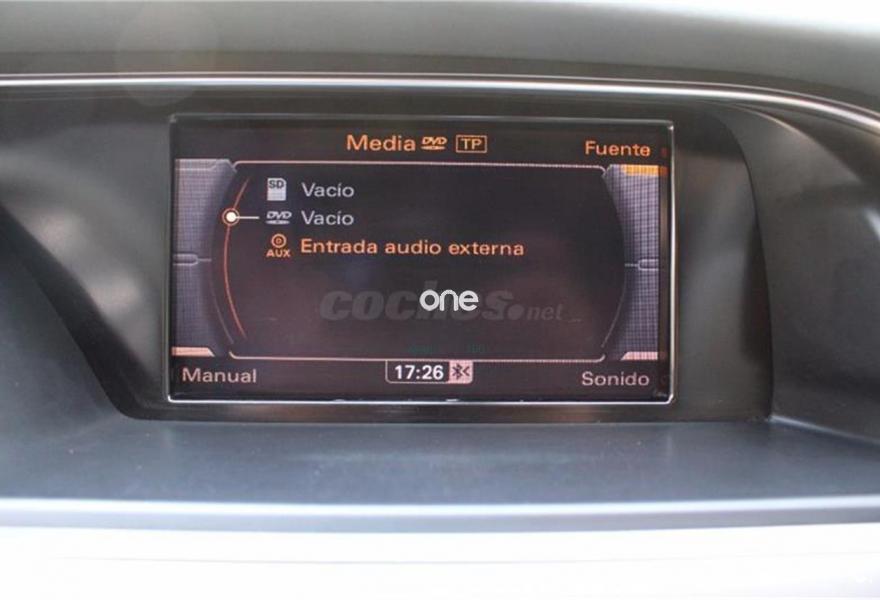 Media DVD TP
Fuente
SD Vacío
DVD Vacío
AUX Entrada audio externa
coches.net
one
Manual
17:26
Sonido